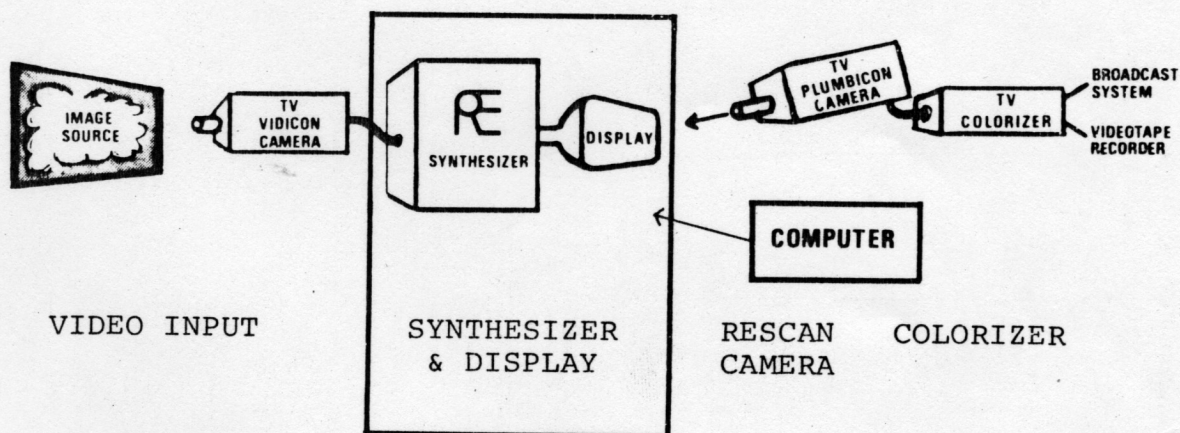 IMAGE
SOURCE
TV
VIDICON
CAMERA
RE
SYNTHESIZER
DISPLAY
TV
PLUMBICON
CAMERA
TV
COLORIZER
BROADCAST
SYSTEM
VIDEOTAPE
RECORDER
COMPUTER
VIDEO INPUT
SYNTHESIZER
& DISPLAY
RESCAN
CAMERA
COLORIZER